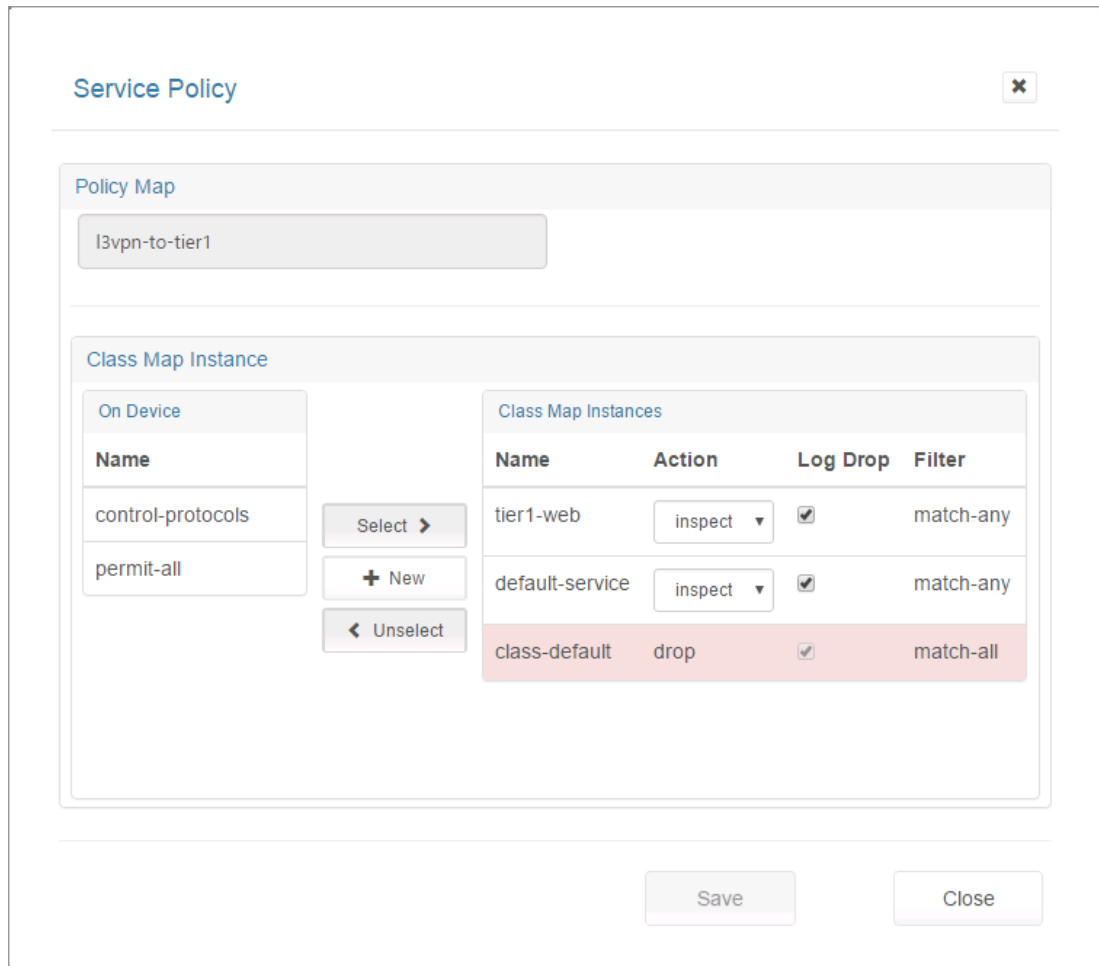 Service Policy
Policy Map
l3vpn-to-tier1
Class Map Instance
On Device
Name
control-protocols
permit-all
Select
New
Unselect
Class Map Instances
Name Action Log Drop Filter
tier1-web inspect match-any
default-service inspect match-any
class-default drop match-all
Save Close